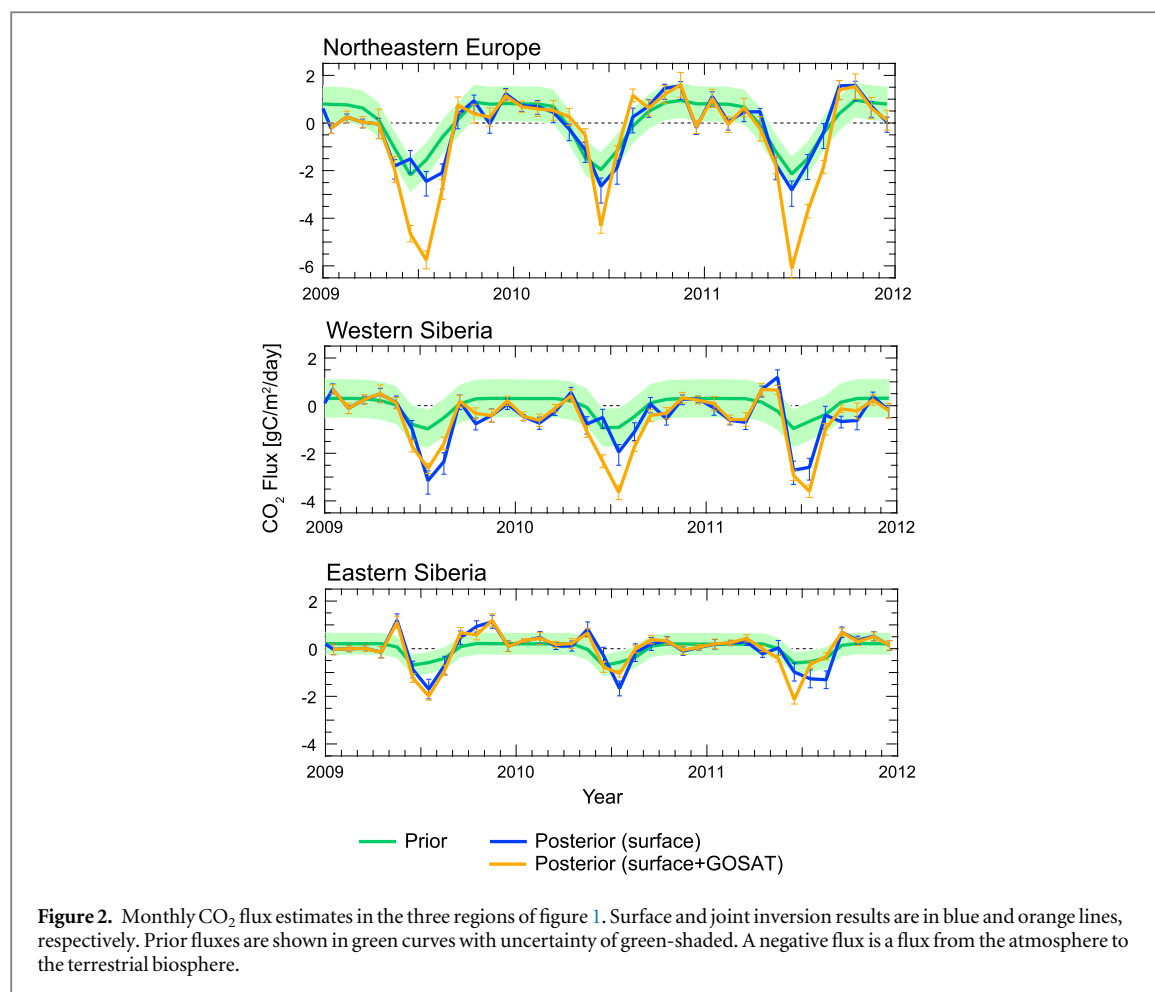 Northeastern Europe
2
0
-2
-4
-6
2009 2010 2011 2012
Western Siberia
2
0
-2
-4
2009 2010 2011 2012
CO₂ Flux [gC/m²/day]
Eastern Siberia
2
0
-2
-4
2009 2010 2011 2012
Year
Prior Posterior (surface)
Posterior (surface+GOSAT)
Figure 2. Monthly CO₂ flux estimates in the three regions of figure 1. Surface and joint inversion results are in blue and orange lines,
respectively. Prior fluxes are shown in green curves with uncertainty of green-shaded. A negative flux is a flux from the atmosphere to
the terrestrial biosphere.